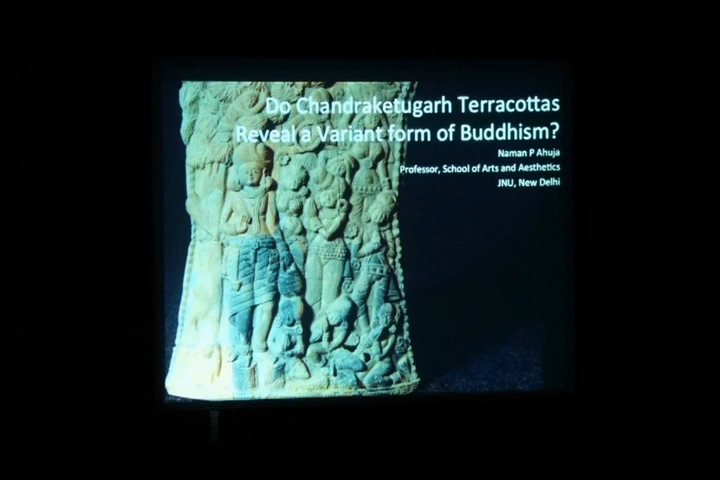 Do Chandraketugarh Terracottas
Reveal a Variant form of Buddhism?
Naman P Ahuja
Professor, School of Arts and Aesthetics
JNU, New Delhi